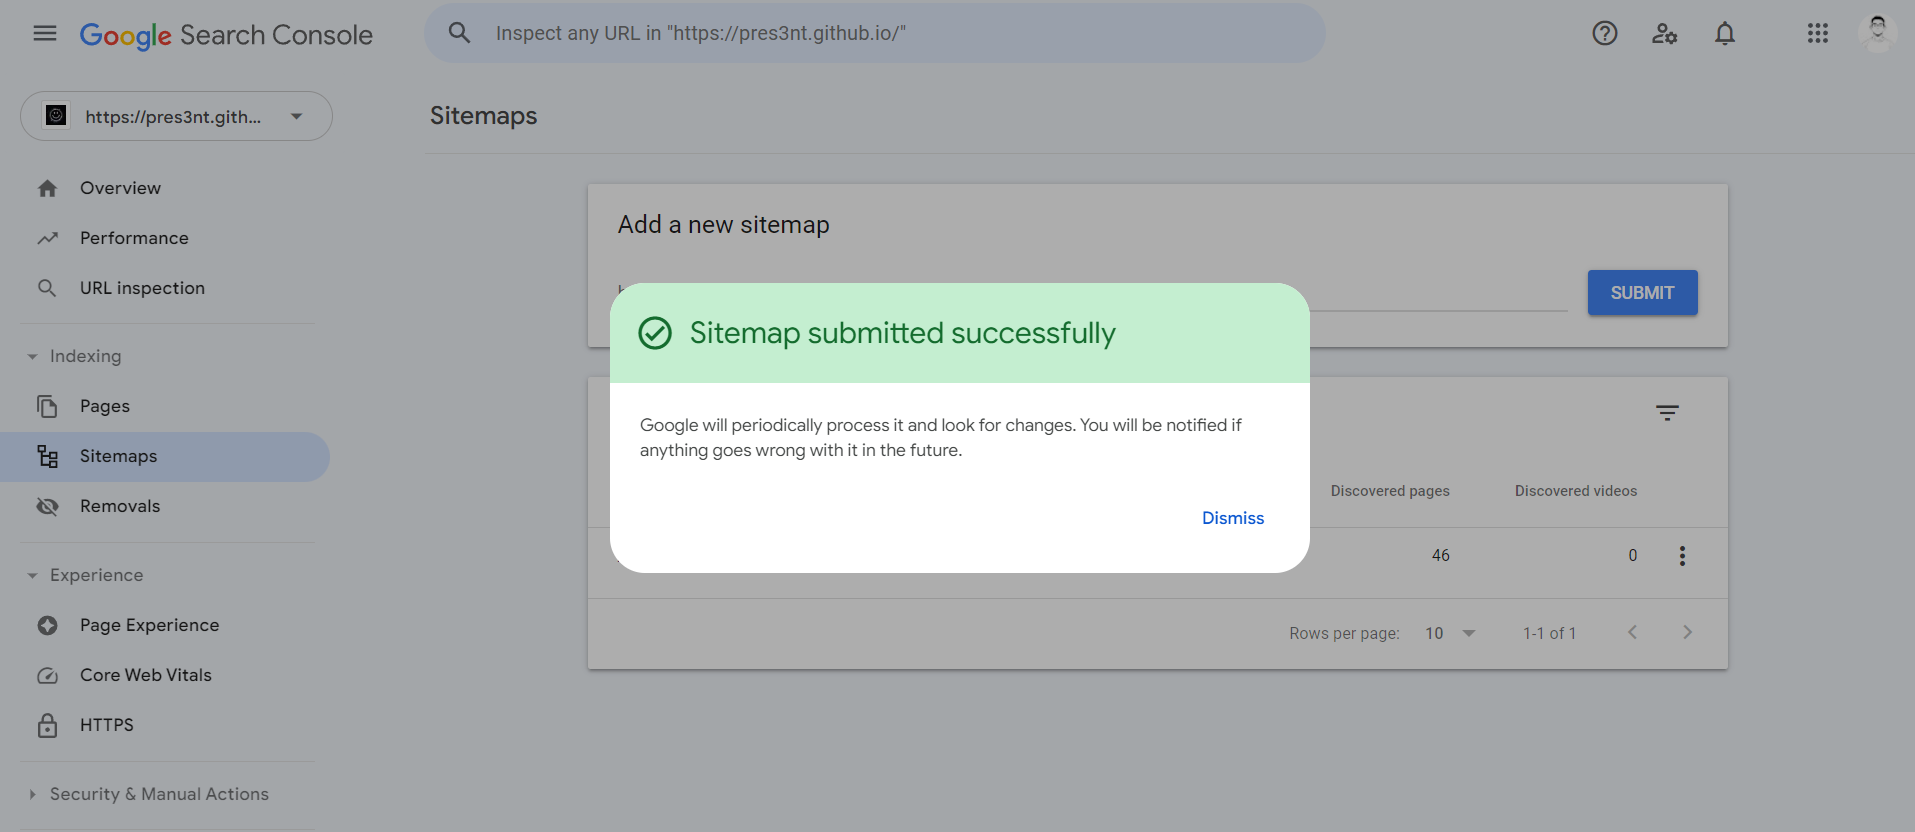 Google Search Console
Inspect any URL in "https://pres3nt.github.io/"
https://pres3nt.gith...
Overview
Performance
URL inspection
Indexing
Pages
Sitemaps
Removals
Experience
Page Experience
Core Web Vitals
HTTPS
Security & Manual Actions
Sitemaps
Add a new sitemap
SUBMIT
Sitemap submitted successfully
Google will periodically process it and look for changes. You will be notified if
anything goes wrong with it in the future.
Dismiss
Discovered pages
Discovered videos
46
0
Rows per page:
10
1-1 of 1